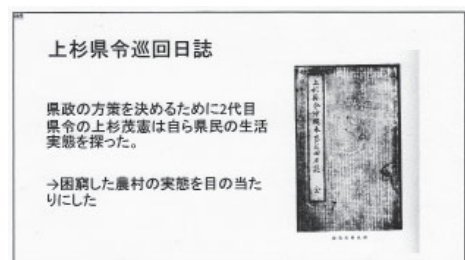 上杉県令巡回日誌
県政の方策を決めるために2代目
県令の上杉茂憲は自ら県民の生活
実態を探った。
→困窮した農村の実態を目の当た
りにした